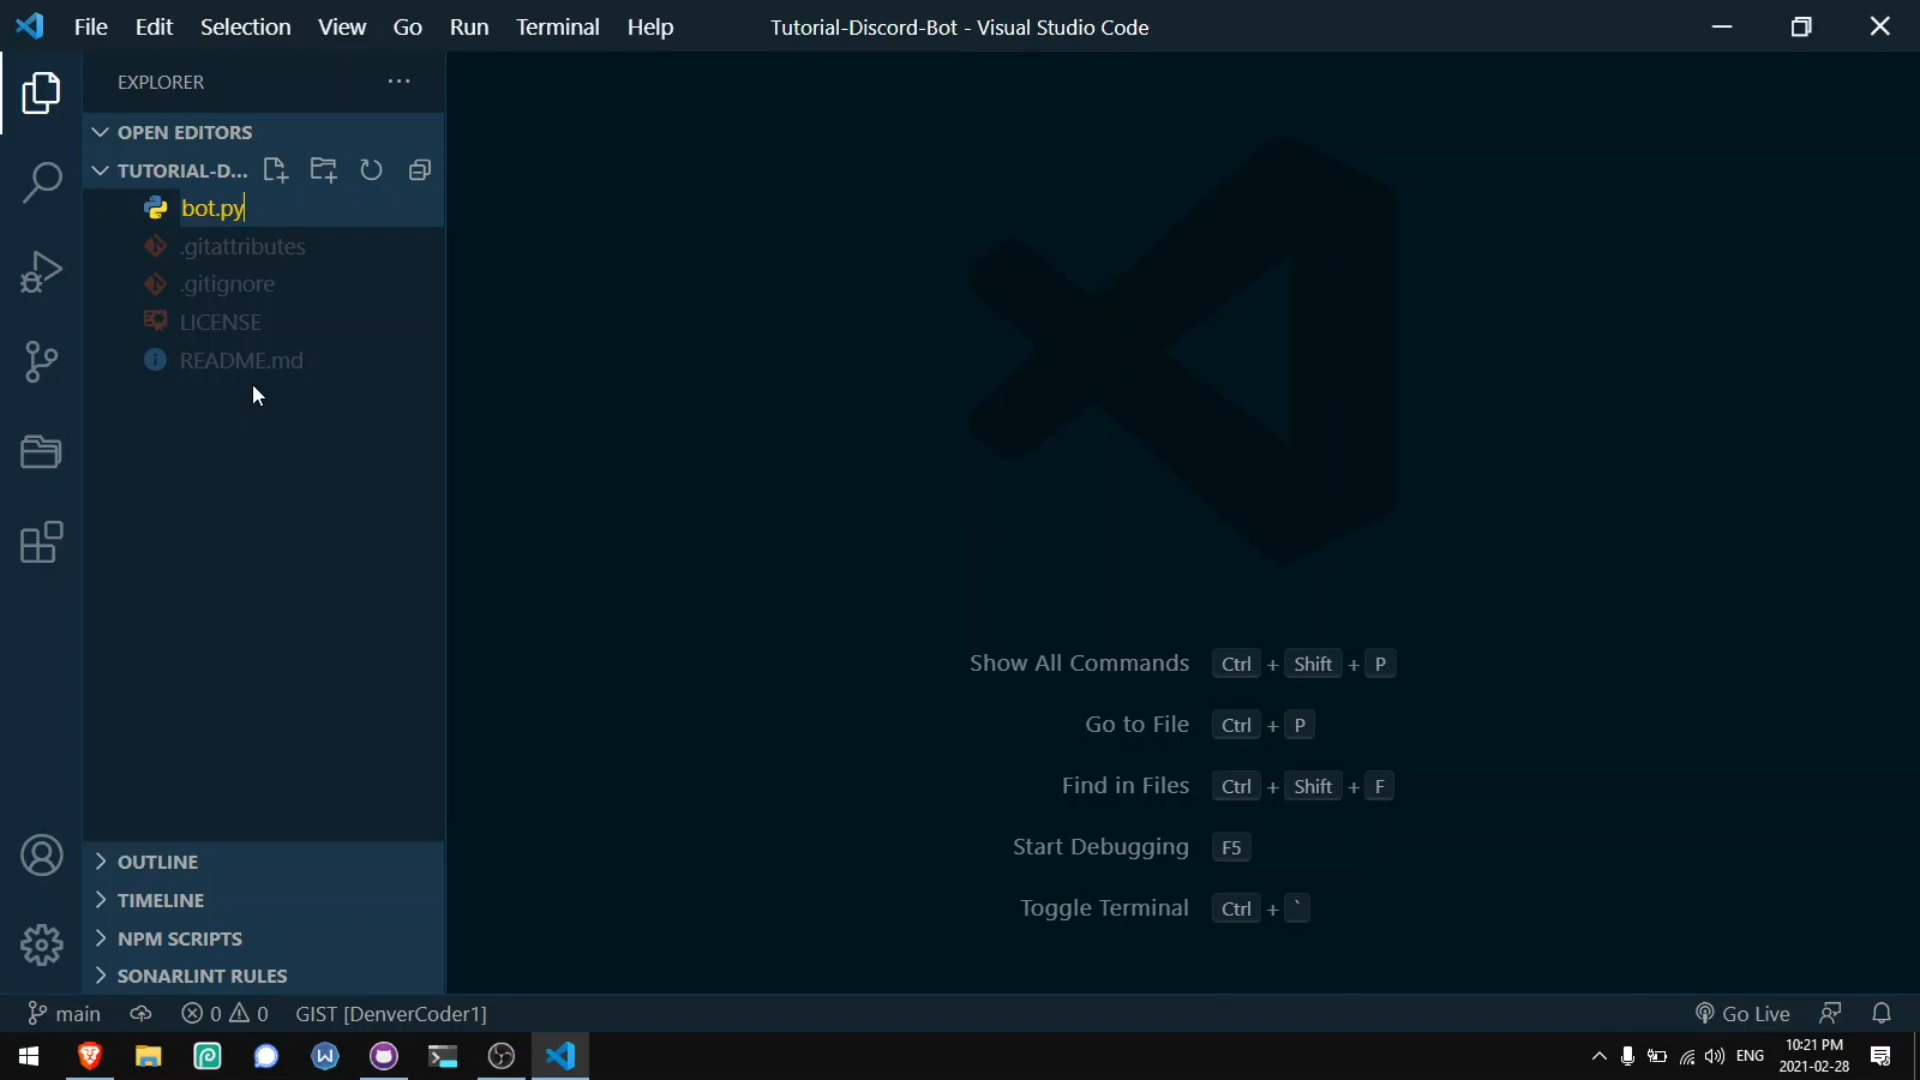 File Edit Selection View Go Run Terminal Help Tutorial-Discord-Bot - Visual Studio Code
EXPLORER
OPEN EDITORS
TUTORIAL-D...
bot.py
.gitattributes
.gitignore
LICENSE
README.md
Show All Commands Ctrl + Shift + P
Go to File Ctrl + P
Find in Files Ctrl + Shift + F
Start Debugging F5
Toggle Terminal Ctrl + `
OUTLINE
TIMELINE
NPM SCRIPTS
SONARLINT RULES
main 0 0 GIST [DenverCoder1] Go Live
ENG 10:21 PM
2021-02-28